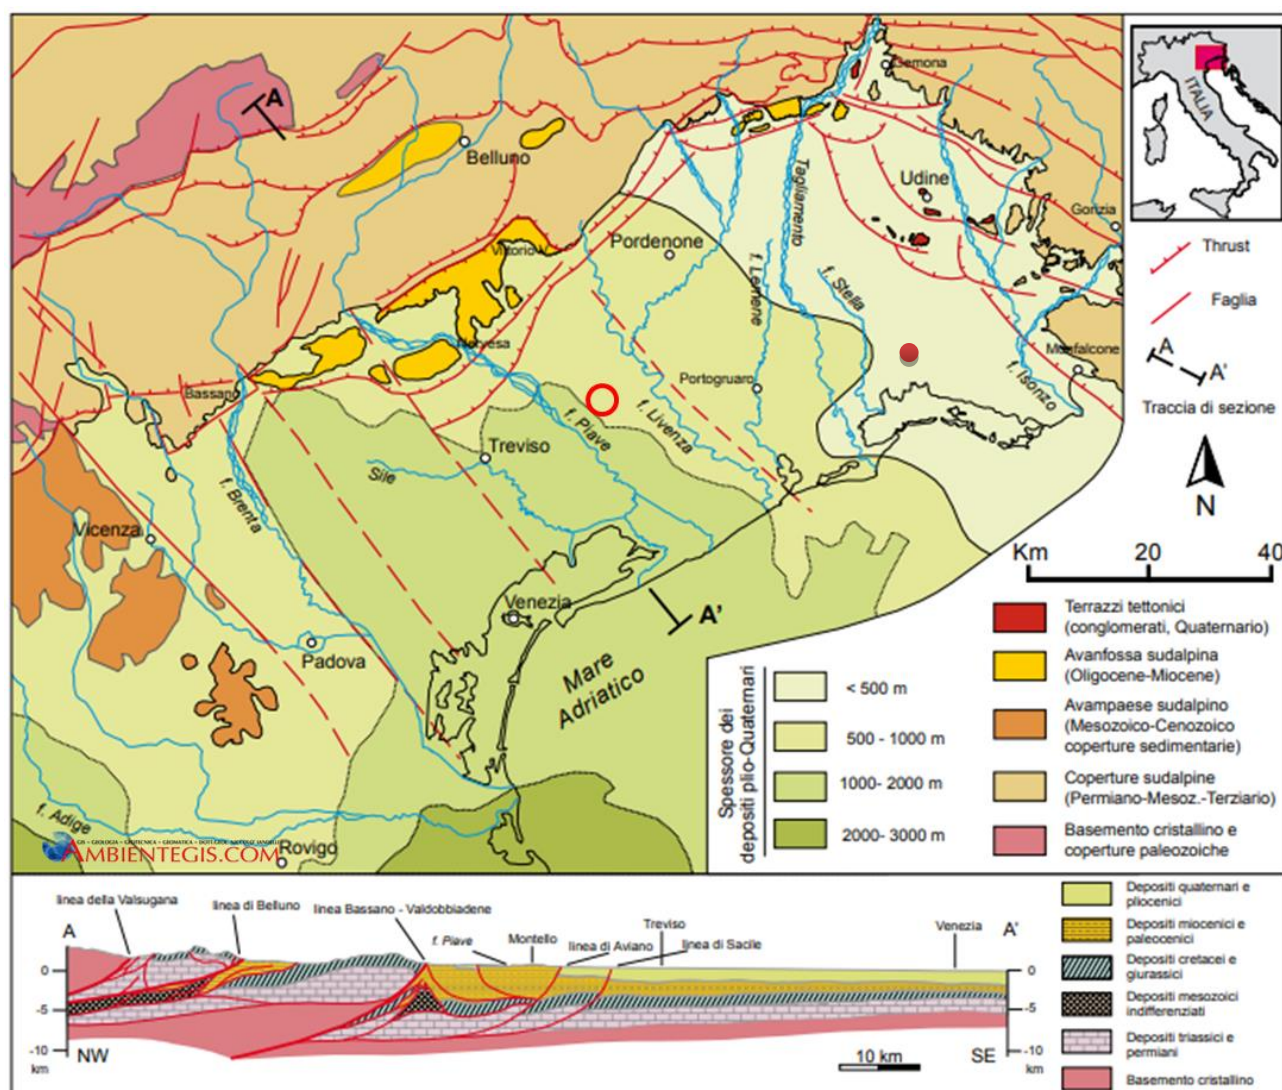 A
Belluno
Gemona
Udine
Gorizia
Tagliamento
Pordenone
Vittorio V.
f. Lemene
f. Stella
Nervesa
Monfalcone
f. Isonzo
Bassano
Portogruaro
f. Livenza
f. Piave
Treviso
Sile
f. Brenta
Vicenza
Venezia
A'
Padova
Mare
Adriatico
f. Adige
AMBIENTEGIS.COM
Rovigo
ITALIA
Thrust
Faglia
A
A'
Traccia di sezione
N
Km
20
40
Spessore dei
depositi plio-Quaternari
< 500 m
500 - 1000 m
1000- 2000 m
2000- 3000 m
Terrazzi tettonici
(conglomerati, Quaternario)
Avanfossa sudalpina
(Oligocene-Miocene)
Avampaese sudalpino
(Mesozoico-Cenozoico
coperture sedimentarie)
Coperture sudalpine
(Permiano-Mesoz.-Terziario)
Basemento cristallino e
coperture paleozoiche
linea della Valsugana
linea di Belluno
linea Bassano - Valdobbiadene
f. Piave
Montello
linea di Aviano
Treviso
linea di Sacile
Venezia
A
A'
0
-5
-10
km
NW
0
-5
-10
km
SE
10 km
Depositi quaternari e
pliocenici
Depositi miocenici e
paleocenici
Depositi cretacei e
giurassici
Depositi mesozoici
indifferenziati
Depositi triassici e
permiani
Basemento cristallino